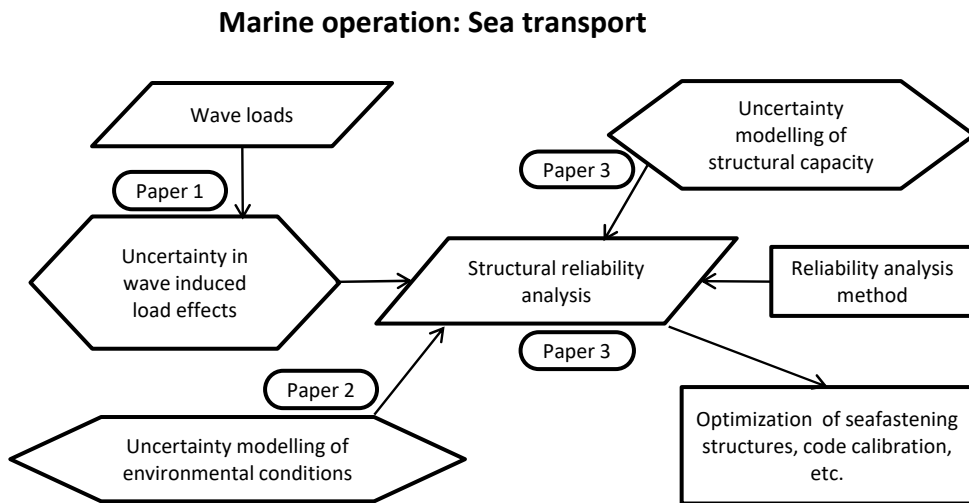 Marine operation: Sea transport
Wave loads
Uncertainty
modelling of
structural capacity
Paper 1
Paper 3
Uncertainty in
wave induced
load effects
Structural reliability
analysis
Reliability analysis
method
Paper 3
Paper 2
Uncertainty modelling of
environmental conditions
Optimization of seafastening
structures, code calibration,
etc.